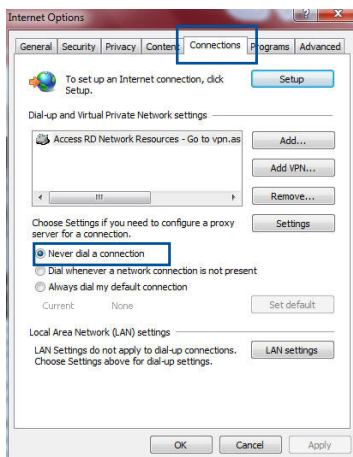 Internet Options
General Security Privacy Content Connections Programs Advanced
To set up an Internet connection, click
Setup.
Setup
Dial-up and Virtual Private Network settings
Access RD Network Resources - Go to vpn.as
Add...
Add VPN...
Remove...
Choose Settings if you need to configure a proxy
server for a connection.
Settings
Never dial a connection
Dial whenever a network connection is not present
Always dial my default connection
Current None
Set default
Local Area Network (LAN) settings
LAN Settings do not apply to dial-up connections.
Choose Settings above for dial-up settings.
LAN settings
OK Cancel Apply